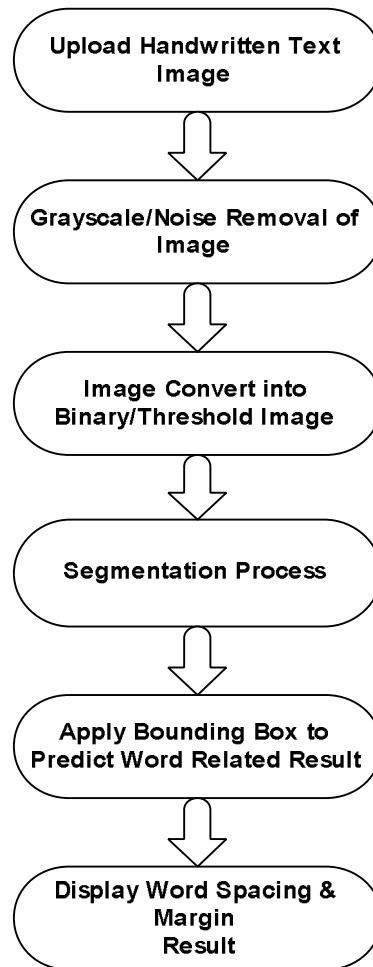 Upload Handwritten Text
Image
Grayscale/Noise Removal of
Image
Image Convert into
Binary/Threshold Image
Segmentation Process
Apply Bounding Box to
Predict Word Related Result
Display Word Spacing &
Margin
Result